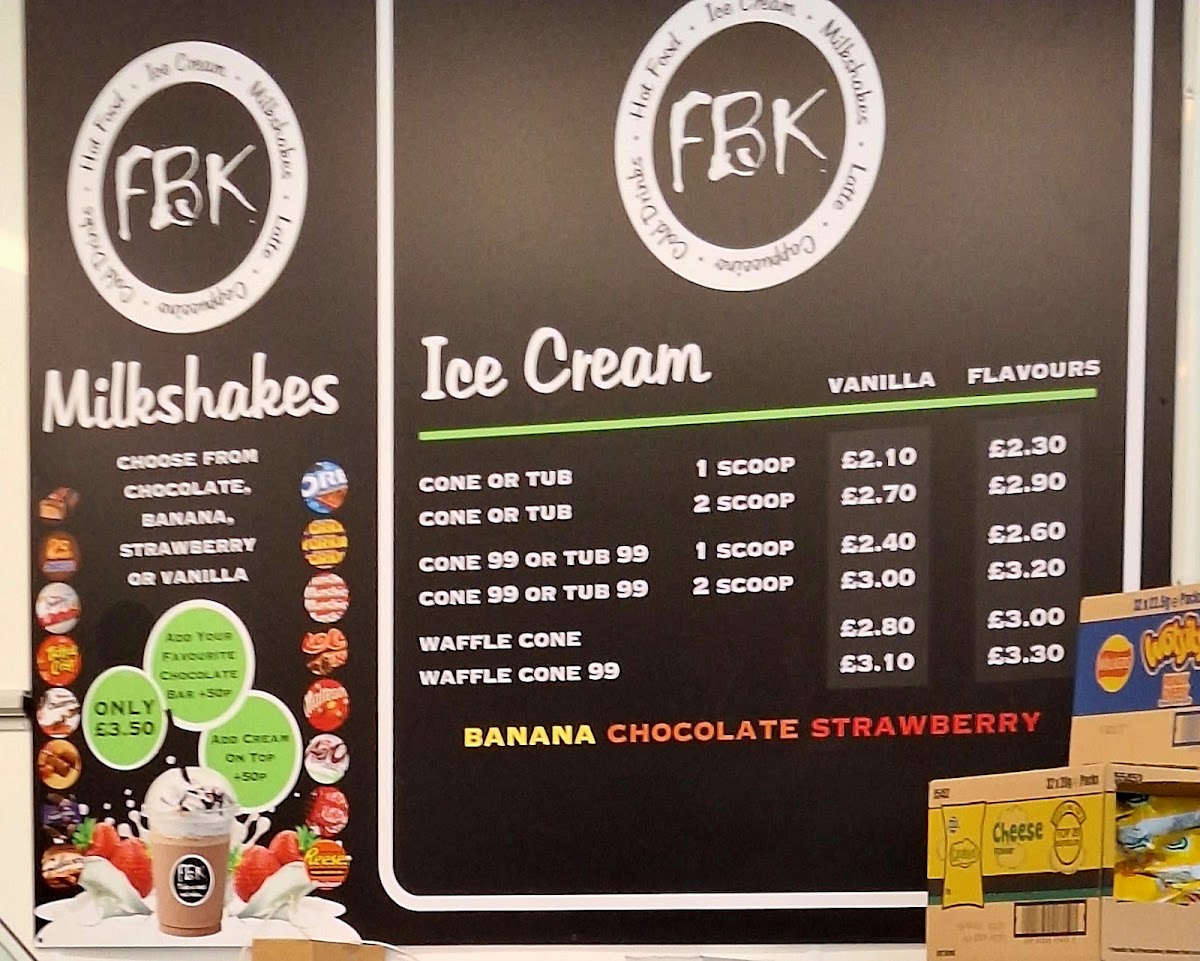 Hot Food · Ice Cream · Milkshakes · Latte · Cappuccino · Cold Drinks ·
FBK
Milkshakes
CHOOSE FROM
CHOCOLATE,
BANANA,
STRAWBERRY
OR VANILLA
ADD YOUR
FAVOURITE
CHOCOLATE
BAR +50P
ONLY
£3.50
ADD CREAM
ON TOP
+50P
FBK
Reese's
Hot Food · Ice Cream · Milkshakes · Latte · Cappuccino · Cold Drinks ·
FBK
Ice Cream VANILLA FLAVOURS
CONE OR TUB 1 SCOOP £2.10 £2.30
CONE OR TUB 2 SCOOP £2.70 £2.90
CONE 99 OR TUB 99 1 SCOOP £2.40 £2.60
CONE 99 OR TUB 99 2 SCOOP £3.00 £3.20
WAFFLE CONE £2.80 £3.00
WAFFLE CONE 99 £3.10 £3.30
BANANA CHOCOLATE STRAWBERRY
Cheese